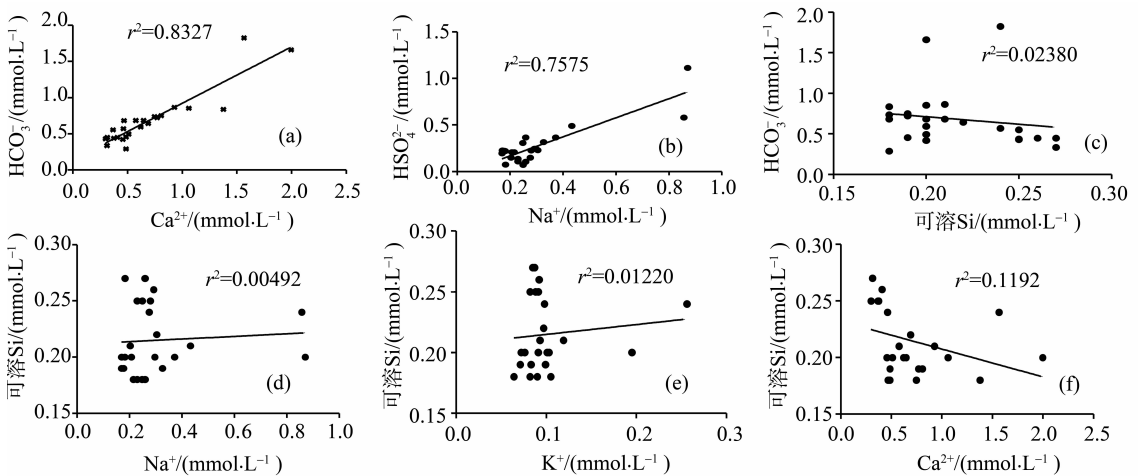 HCO₃⁻/(mmol·L⁻¹)
2.0
1.5
1.0
0.5
0
r²=0.8327
(a)
0.0
0.5
1.0
1.5
2.0
2.5
Ca²⁺/(mmol·L⁻¹)
HSO₄²⁻/(mmol·L⁻¹)
1.5
1.0
0.5
0
r²=0.7575
(b)
0.0
0.2
0.4
0.6
0.8
1.0
Na⁺/(mmol·L⁻¹)
HCO₃⁻/(mmol·L⁻¹)
2.0
1.5
1.0
0.5
0
r²=0.02380
(c)
0.15
0.20
0.25
0.30
可溶Si/(mmol·L⁻¹)
可溶Si/(mmol·L⁻¹)
0.30
0.25
0.20
0.15
r²=0.00492
(d)
0.0
0.2
0.4
0.6
0.8
1.0
Na⁺/(mmol·L⁻¹)
可溶Si/(mmol·L⁻¹)
0.30
0.25
0.20
0.15
r²=0.01220
(e)
0.0
0.1
0.2
0.3
K⁺/(mmol·L⁻¹)
可溶Si/(mmol·L⁻¹)
0.30
0.25
0.20
0.15
r²=0.1192
(f)
0.0
0.5
1.0
1.5
2.0
2.5
Ca²⁺/(mmol·L⁻¹)